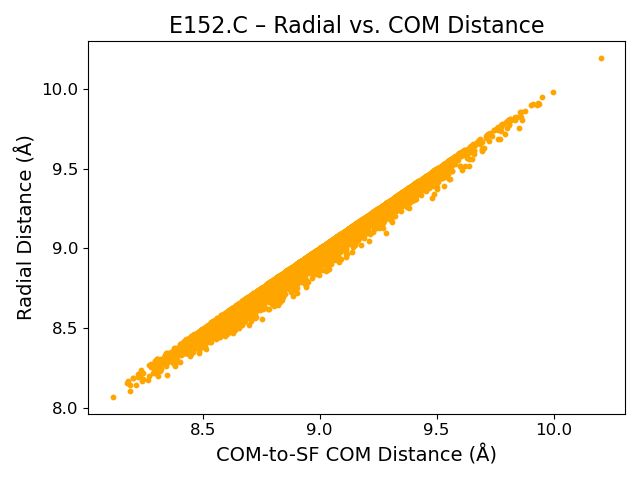 E152.C – Radial vs. COM Distance
Radial Distance (Å)
10.0
9.5
9.0
8.5
8.0
8.5 9.0 9.5 10.0
COM-to-SF COM Distance (Å)